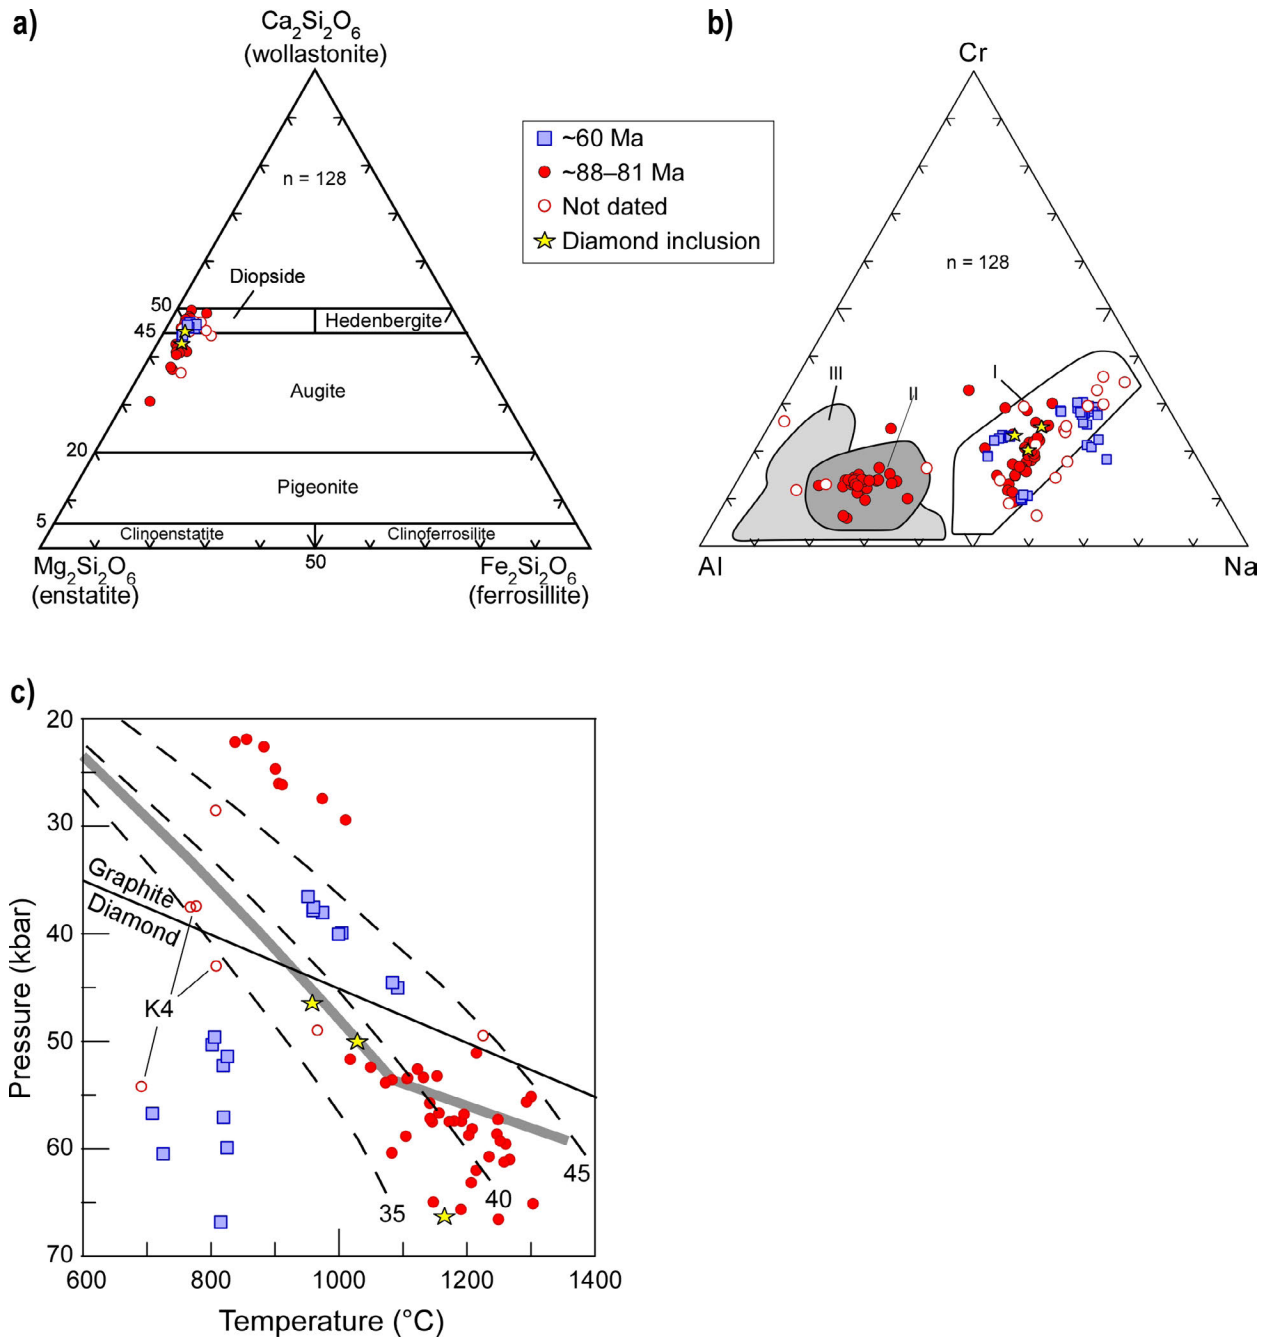 a)
Ca2Si2O6
(wollastonite)
n = 128
Diopside
50
45
Hedenbergite
Augite
20
Pigeonite
5
Clinoenstatite
Clinoferrosilite
50
Mg2Si2O6
(enstatite)
Fe2Si2O6
(ferrosillite)
~60 Ma
~88–81 Ma
Not dated
Diamond inclusion
b)
Cr
n = 128
I
II
III
Al
Na
c)
20
30
40
50
60
70
Pressure (kbar)
Graphite
Diamond
K4
35
40
45
600
800
1000
1200
1400
Temperature (°C)